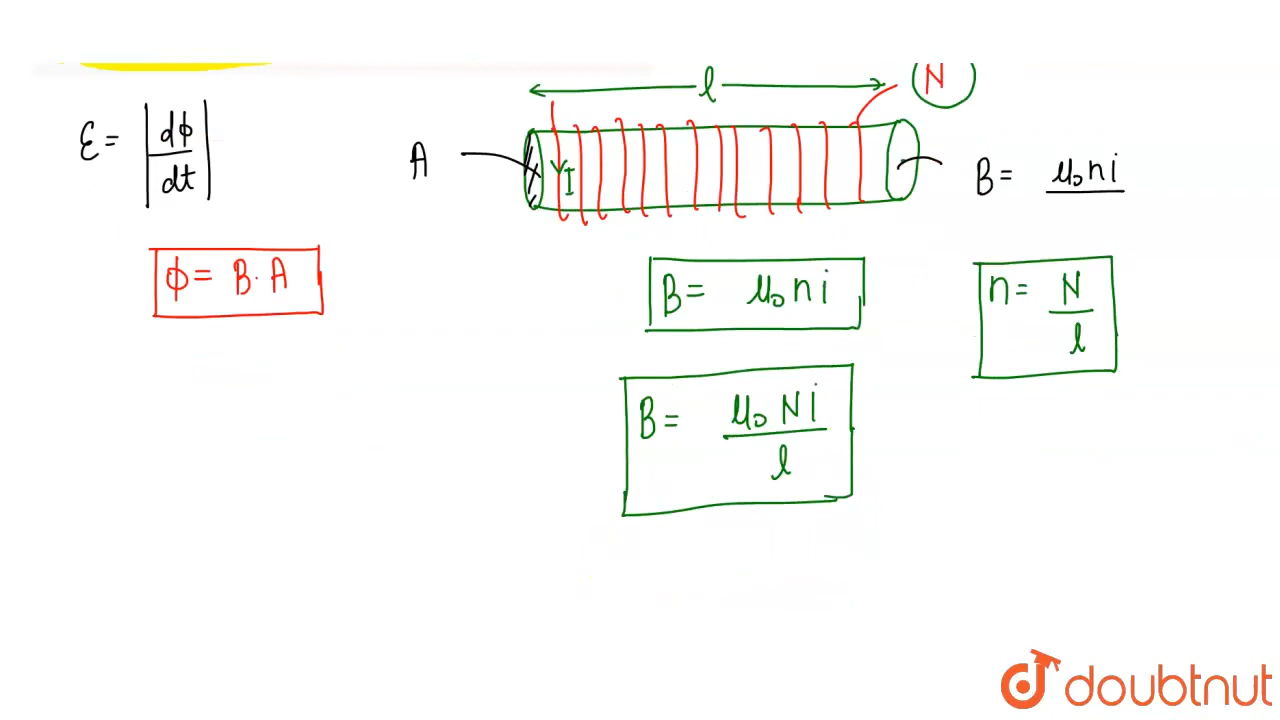 l
N
ε = |dϕ/dt|
A
I
B = μ₀ni
ϕ = B·A
B = μ₀ni
n = N/l
B = μ₀Ni/l
doubtnut